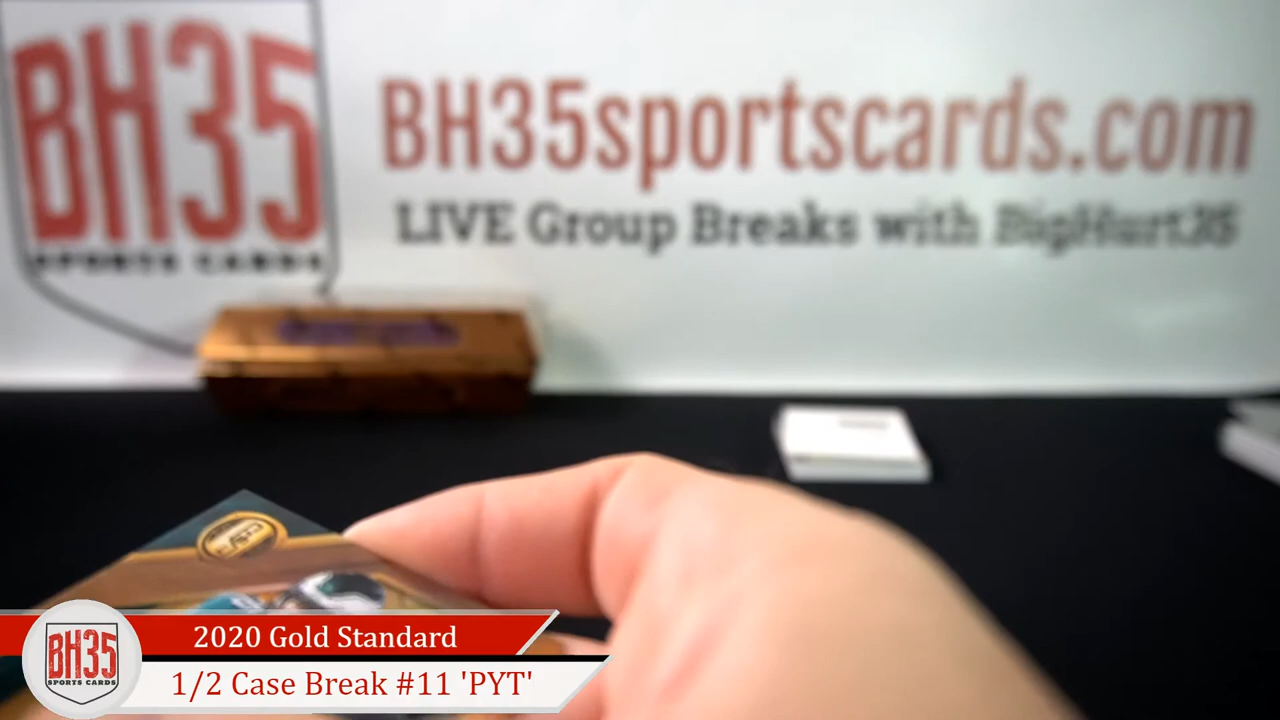 BH35
SPORTS CARDS
BH35sportscards.com
LIVE Group Breaks with BigHurt35
2020 Gold Standard
1/2 Case Break #11 'PYT'
BH35
SPORTS CARDS